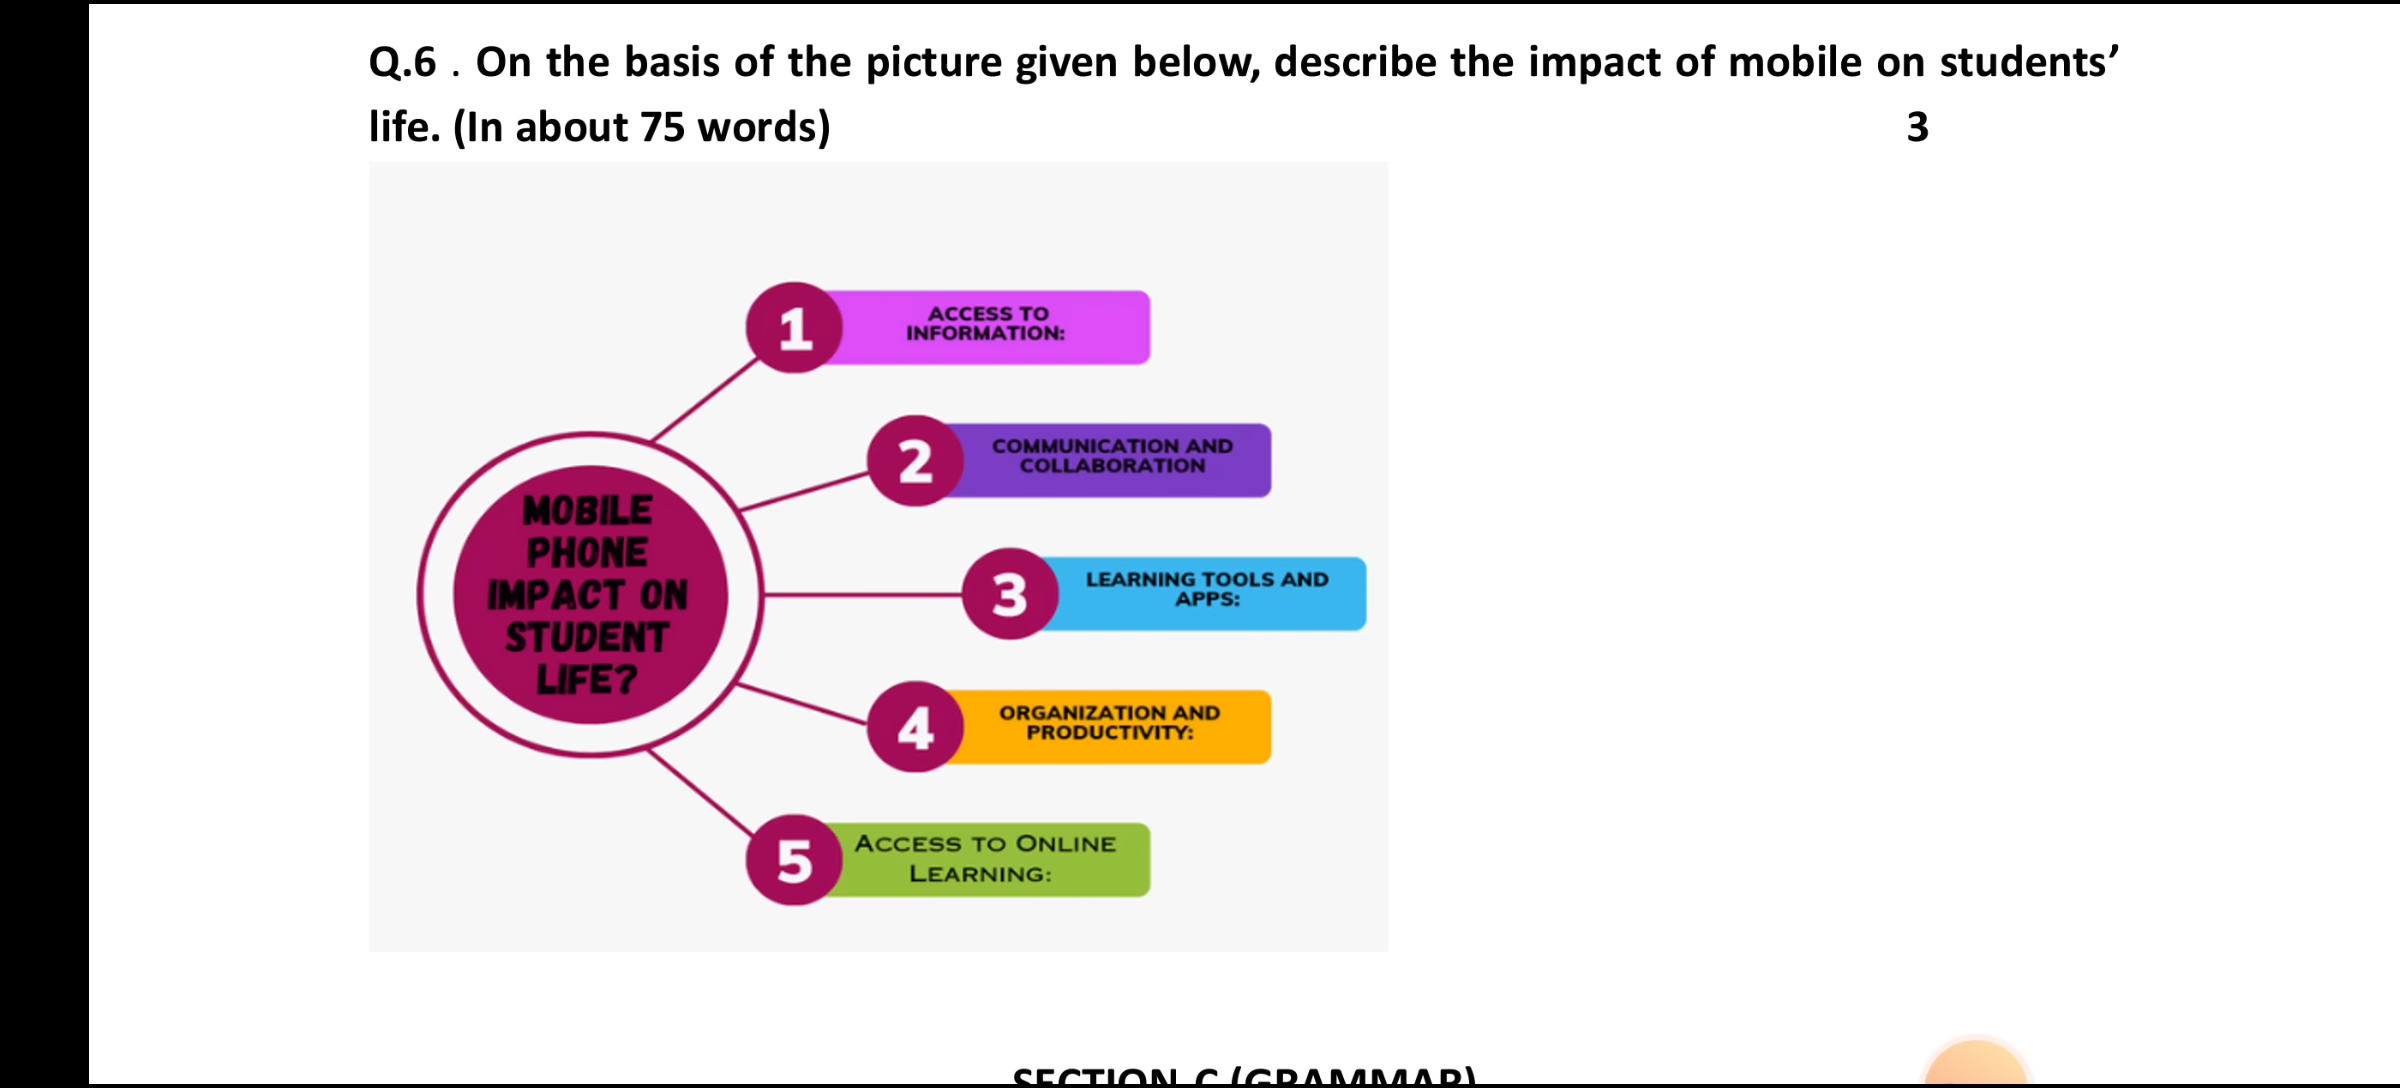 Q.6 . On the basis of the picture given below, describe the impact of mobile on students’
life. (In about 75 words) 3
1
ACCESS TO
INFORMATION:
2
COMMUNICATION AND
COLLABORATION
MOBILE
PHONE
IMPACT ON
STUDENT
LIFE?
3
LEARNING TOOLS AND
APPS:
4
ORGANIZATION AND
PRODUCTIVITY:
5
ACCESS TO ONLINE
LEARNING:
SECTION C (GRAMMAR)